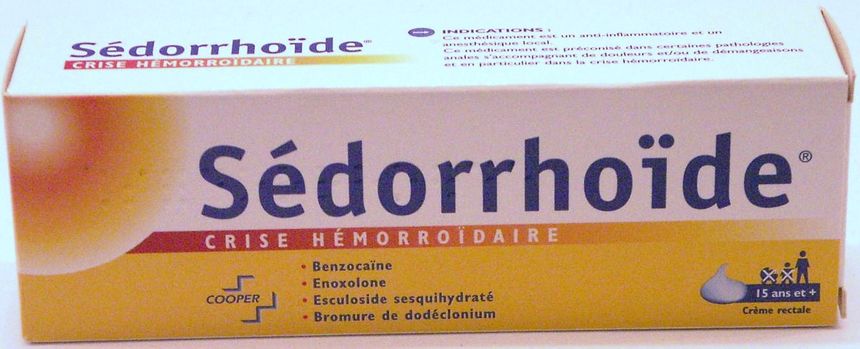 Sédorrhoïde®
CRISE HÉMORROÏDAIRE
INDICATIONS :
Ce médicament est un anti-inflammatoire et un
anesthésique local.
Ce médicament est préconisé dans certaines pathologies
anales s'accompagnant de douleurs et/ou de démangeaisons
et en particulier dans la crise hémorroïdaire.
Sédorrhoïde®
CRISE HÉMORROÏDAIRE
COOPER
• Benzocaïne
• Enoxolone
• Esculoside sesquihydraté
• Bromure de dodéclonium
15 ans et +
Crème rectale